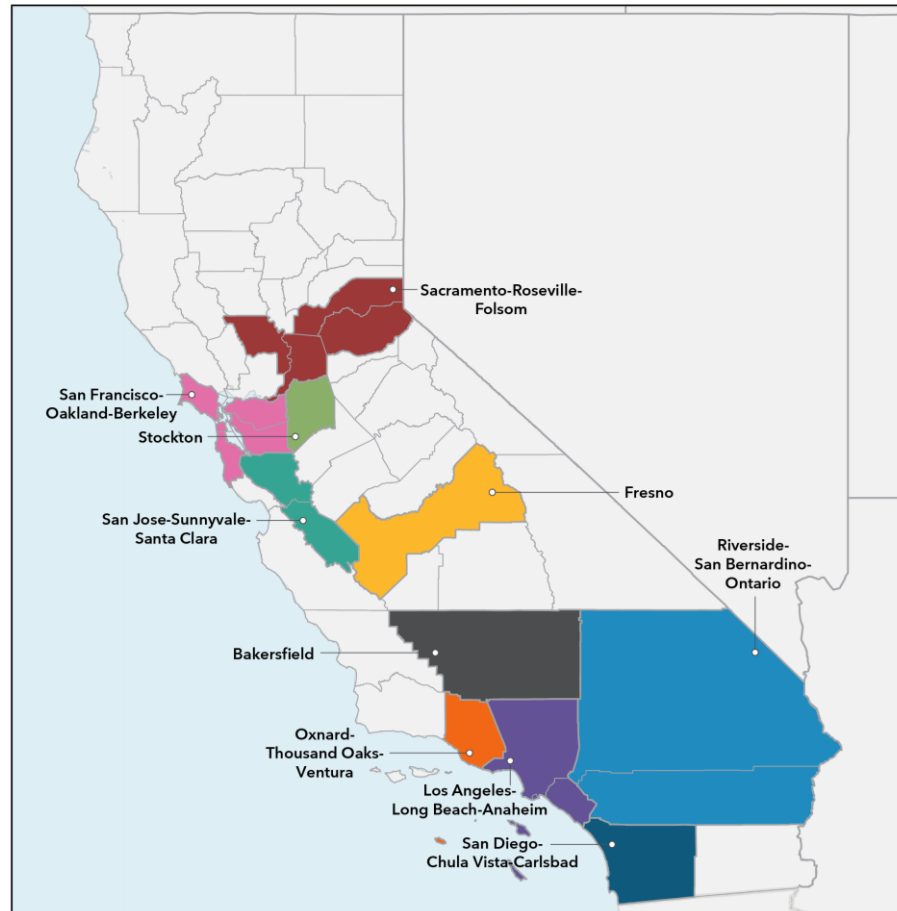 Sacramento-Roseville-
Folsom
San Francisco-
Oakland-Berkeley
Stockton
Fresno
San Jose-Sunnyvale-
Santa Clara
Riverside-
San Bernardino-
Ontario
Bakersfield
Oxnard-
Thousand Oaks-
Ventura
Los Angeles-
Long Beach-Anaheim
San Diego-
Chula Vista-Carlsbad